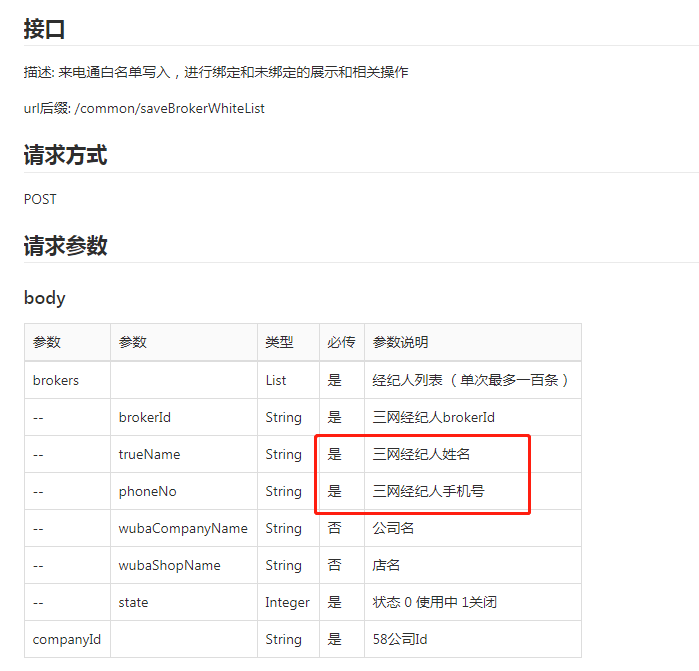 接口
描述: 来电通白名单写入，进行绑定和未绑定的展示和相关操作
url后缀: /common/saveBrokerWhiteList
请求方式
POST
请求参数
body
参数 参数 类型 必传 参数说明
brokers List 是 经纪人列表（单次最多一百条）
-- brokerId String 是 三网经纪人brokerId
-- trueName String 是 三网经纪人姓名
-- phoneNo String 是 三网经纪人手机号
-- wubaCompanyName String 否 公司名
-- wubaShopName String 否 店名
-- state Integer 是 状态 0 使用中 1关闭
companyId String 是 58公司Id